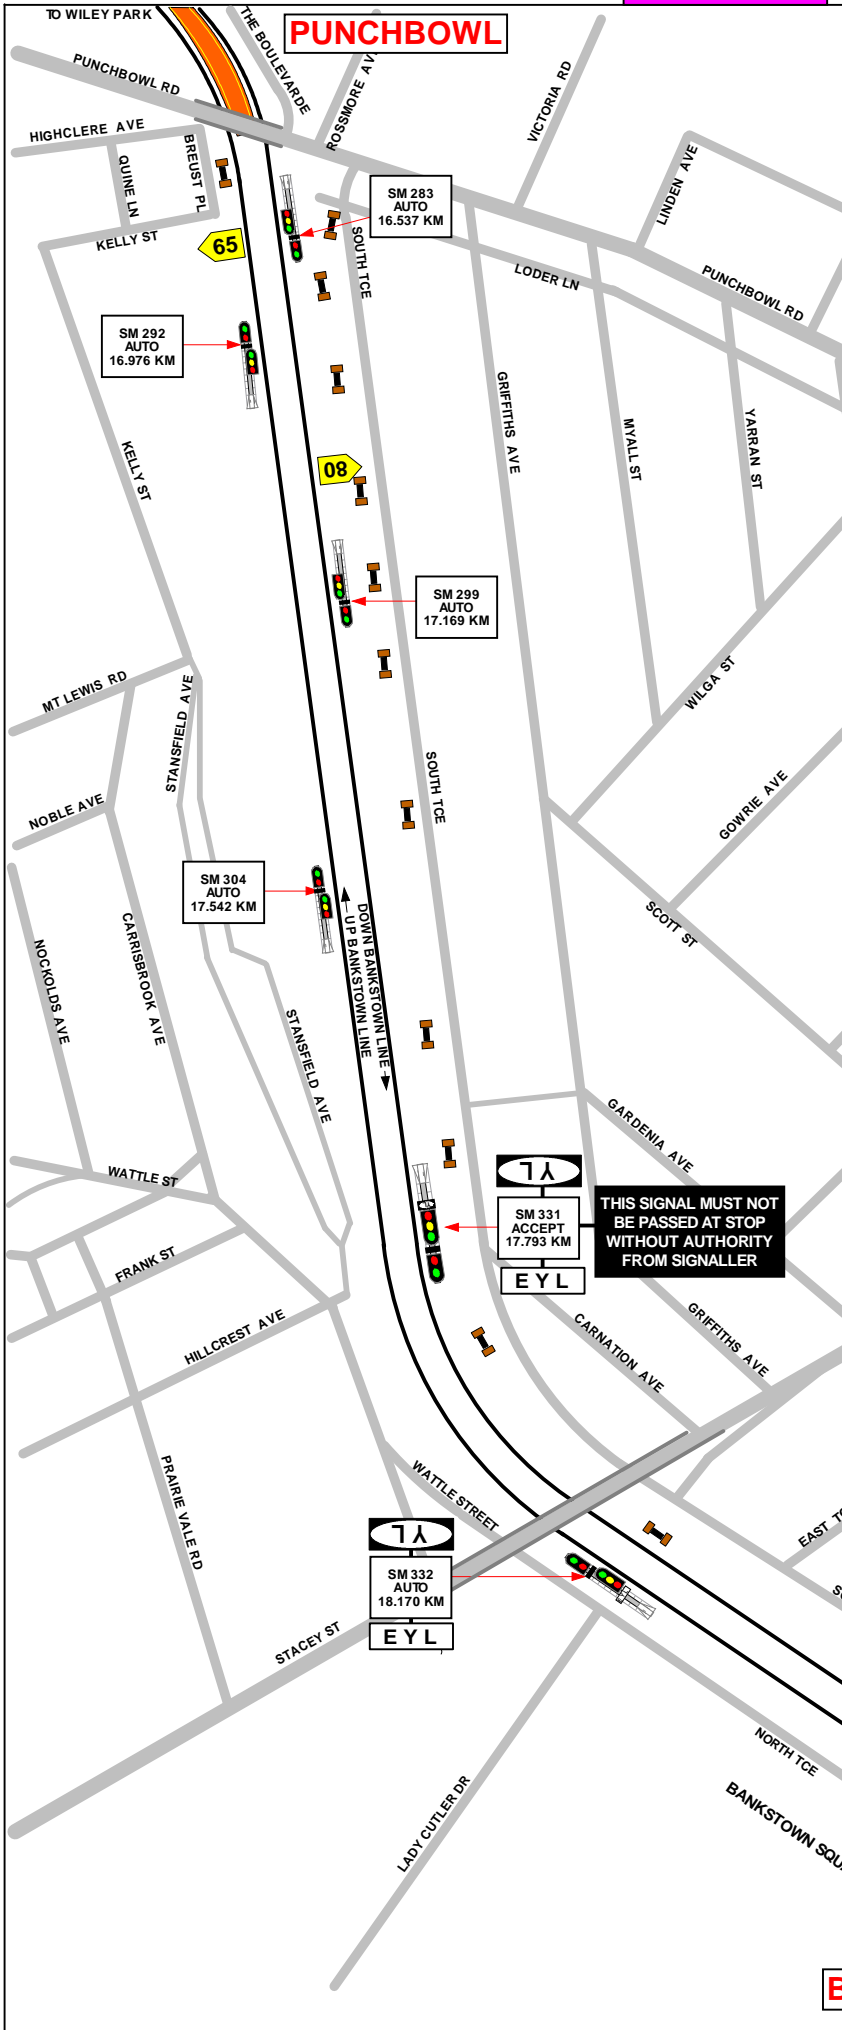 TO WILEY PARK
THE BOULEVARDE
PUNCHBOWL
PUNCHBOWL RD
ROSSMORE AV
VICTORIA RD
HIGHCLERE AVE
BREUST PL
QUINE LN
LINDEN AVE
KELLY ST
65
SM 283
AUTO
16.537 KM
SOUTH TCE
LODER LN
PUNCHBOWL RD
SM 292
AUTO
16.976 KM
GRIFFITHS AVE
MYALL ST
YARRAN ST
KELLY ST
80
SM 299
AUTO
17.169 KM
MT LEWIS RD
STANSFIELD AVE
WILGA ST
SOUTH TCE
NOBLE AVE
GOWRIE AVE
SM 304
AUTO
17.542 KM
SCOTT ST
NOCKOLDS AVE
CARRISBROOK AVE
DOWN BANKSTOWN LINE
UP BANKSTOWN LINE
STANSFIELD AVE
GARDENIA AVE
WATTLE ST
YL
SM 331
ACCEPT
17.793 KM
EYL
THIS SIGNAL MUST NOT
BE PASSED AT STOP
WITHOUT AUTHORITY
FROM SIGNALLER
FRANK ST
HILLCREST AVE
CARNATION AVE
GRIFFITHS AVE
PRAIRIE VALE RD
WATTLE STREET
EAST T
YL
SM 332
AUTO
18.170 KM
EYL
STACEY ST
NORTH TCE
LADY CUTLER DR
BANKSTOWN SQU
B